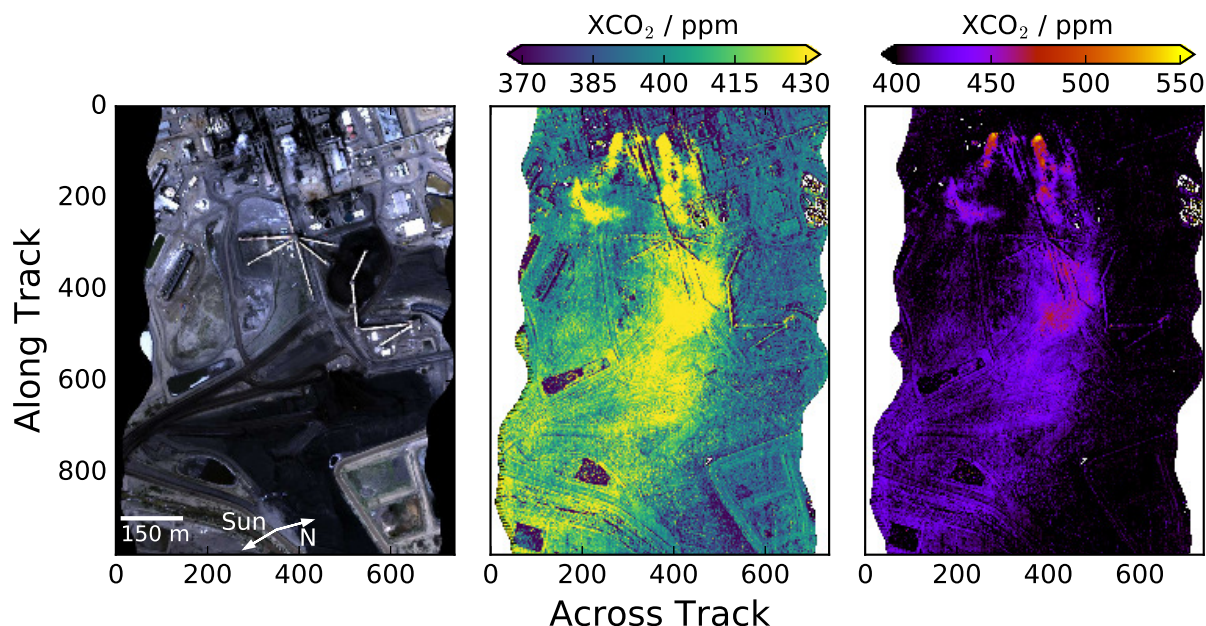 XCO₂ / ppm
XCO₂ / ppm
370 385 400 415 430
400 450 500 550
Along Track
0
200
400
600
800
Sun
N
150 m
0 200 400 600
0 200 400 600
0 200 400 600
Across Track